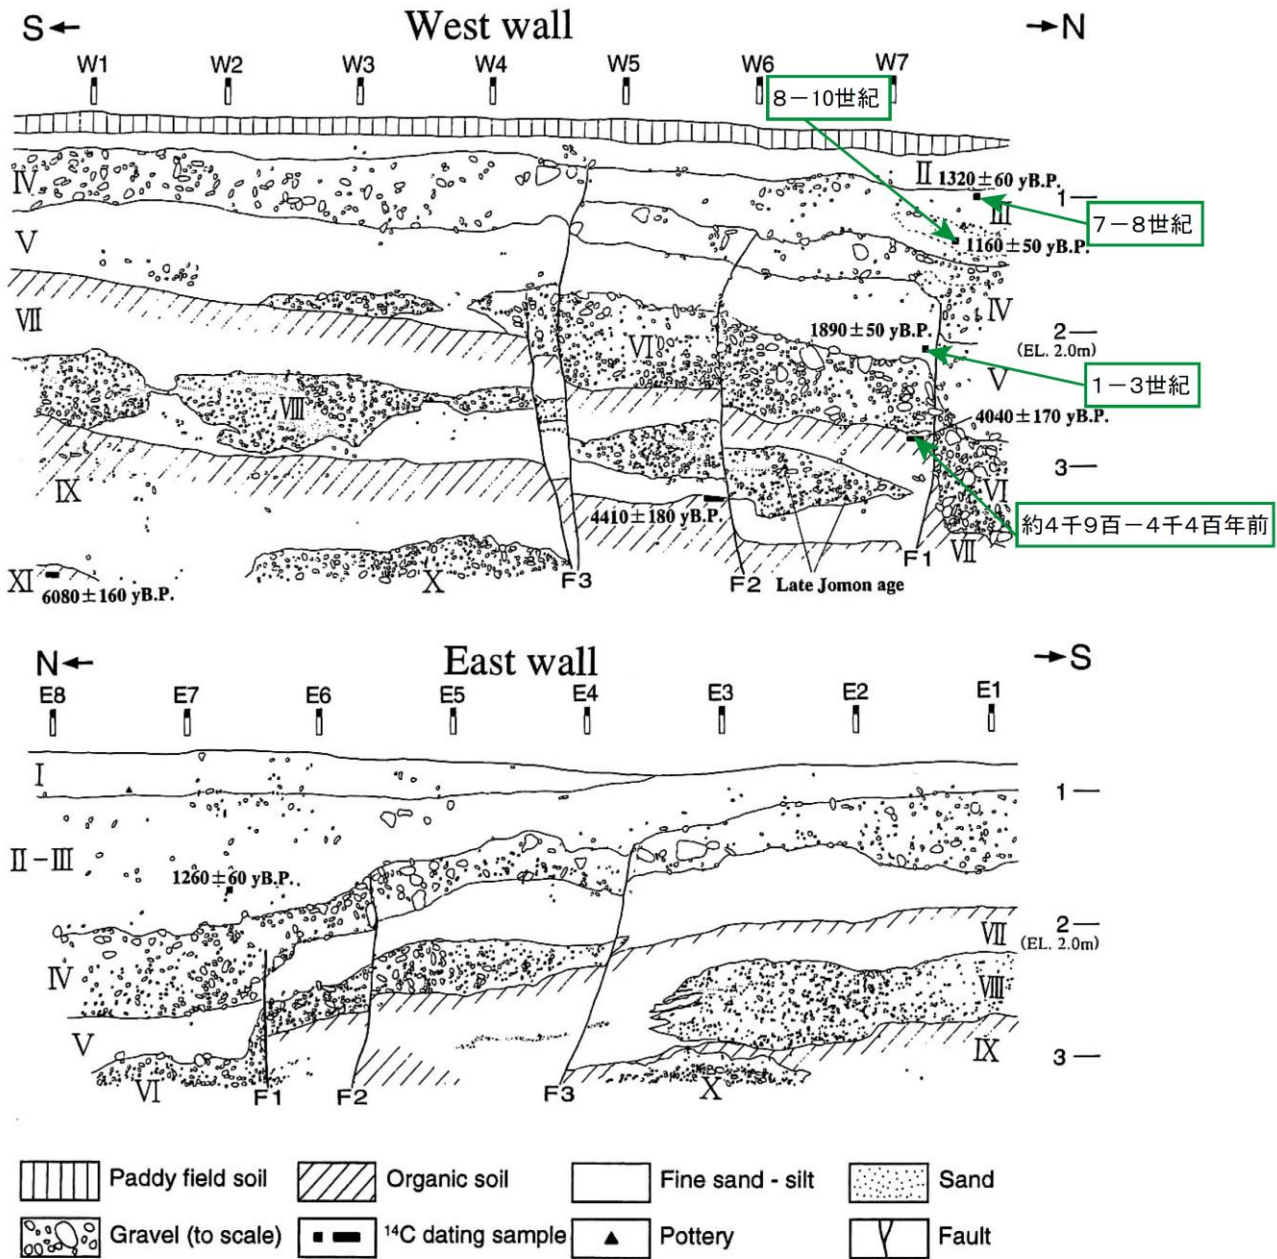 West wall
S
N
W1 W2 W3 W4 W5 W6 W7
8－10世紀
II 1320±60 yB.P.
IV
1
III
7－8世紀
V
1160±50 yB.P.
IV
VII
1890±50 yB.P.
2
(EL. 2.0m)
VI
V
1－3世紀
VIII
4040±170 yB.P.
3
IX
VI
4410±180 yB.P.
約4千9百－4千4百年前
VII
F3
F2
F1
Late Jomon age
XI 6080±160 yB.P.
X
East wall
N
S
E8 E7 E6 E5 E4 E3 E2 E1
I
1
II－III
1260±60 yB.P.
2
(EL. 2.0m)
VII
IV
VIII
V
IX
3
VI
F1 F2 F3
X
Paddy field soil
Organic soil
Fine sand - silt
Sand
Gravel (to scale)
14C dating sample
Pottery
Fault